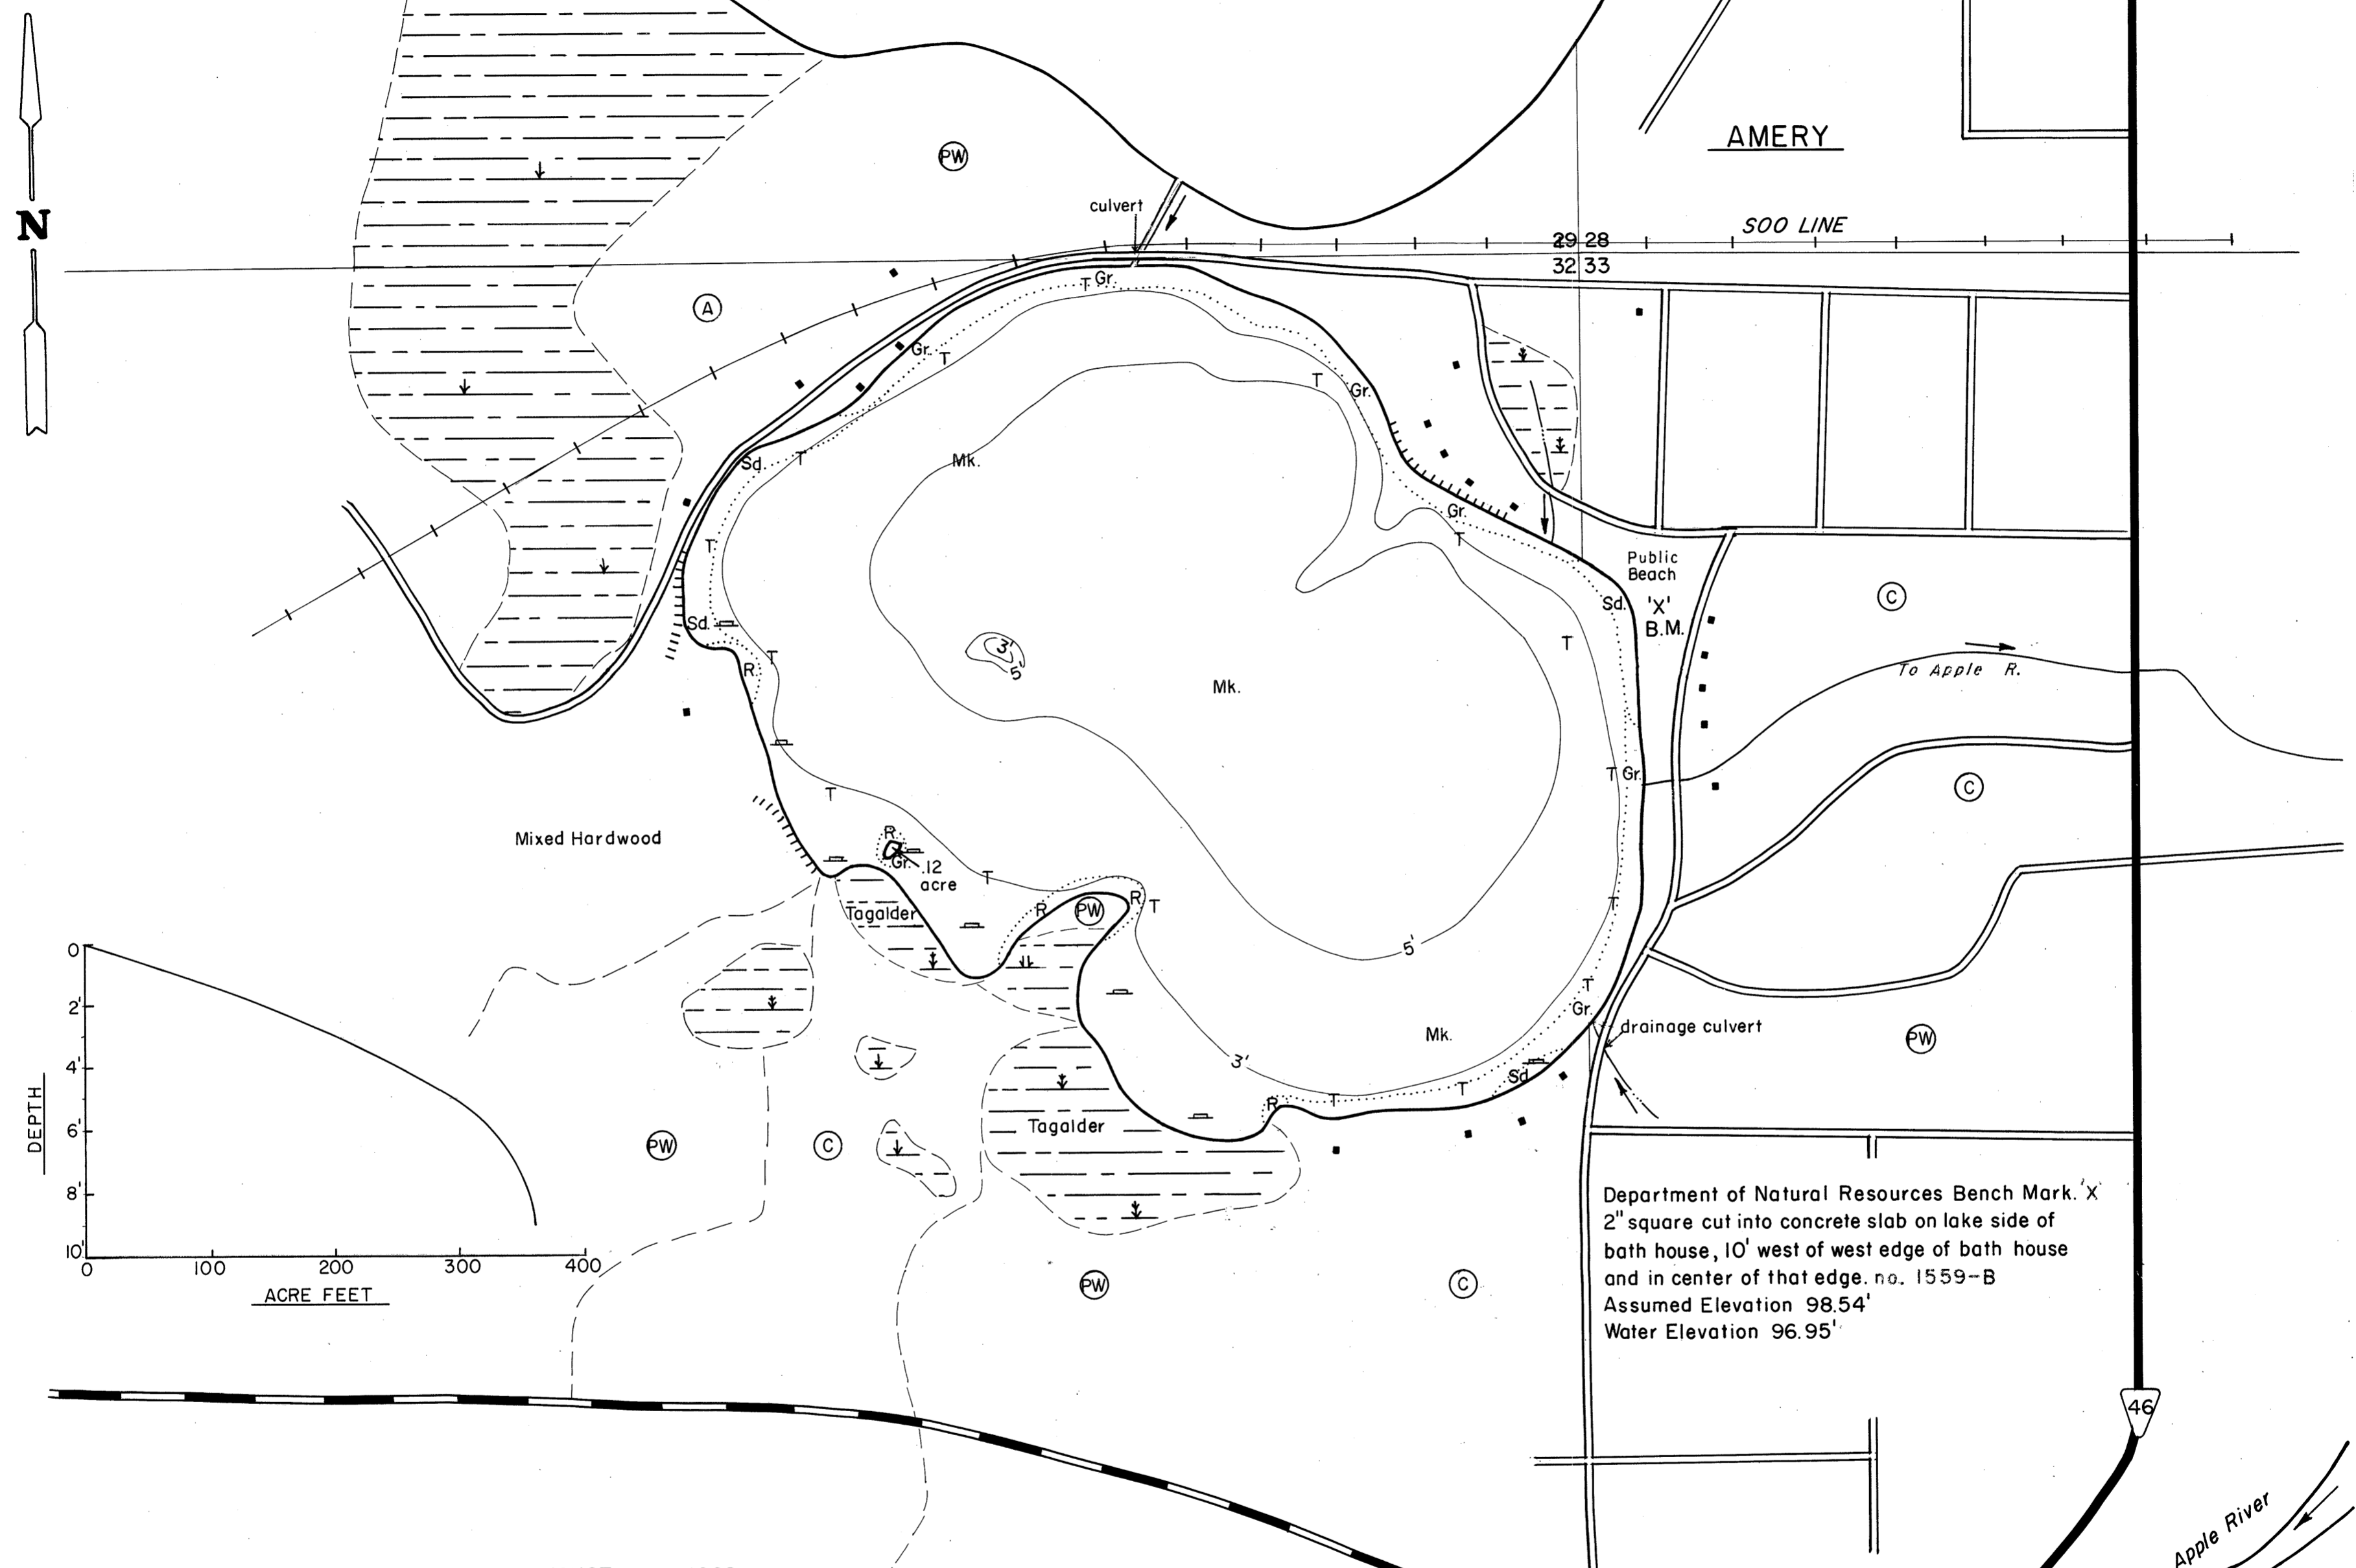 AMERY
PW
culvert
N
SOO LINE
29 28
32 33
T Gr.
A
Gr. T
T
Gr.
Sd. T
Mk.
Gr.
T
T
Public
Beach
Sd.
'X'
B.M.
C
Sd.
T
R.
T
3'
5'
To Apple R.
Mk.
T Gr.
C
T
Mixed Hardwood
R.
Gr.
.12
acre
T
Tagalder
R
PW
R
T
T
5'
0'
2'
4'
6'
8'
10'
DEPTH
0
100
200
300
400
ACRE FEET
T
Gr.
drainage culvert
Mk.
PW
3'
Sd.
T
T
R
Tagalder
PW
C
PW
C
Department of Natural Resources Bench Mark. 'X'
2" square cut into concrete slab on lake side of
bath house, 10' west of west edge of bath house
and in center of that edge. no. 1559-B
Assumed Elevation 98.54'
Water Elevation 96.95'
46
Apple River